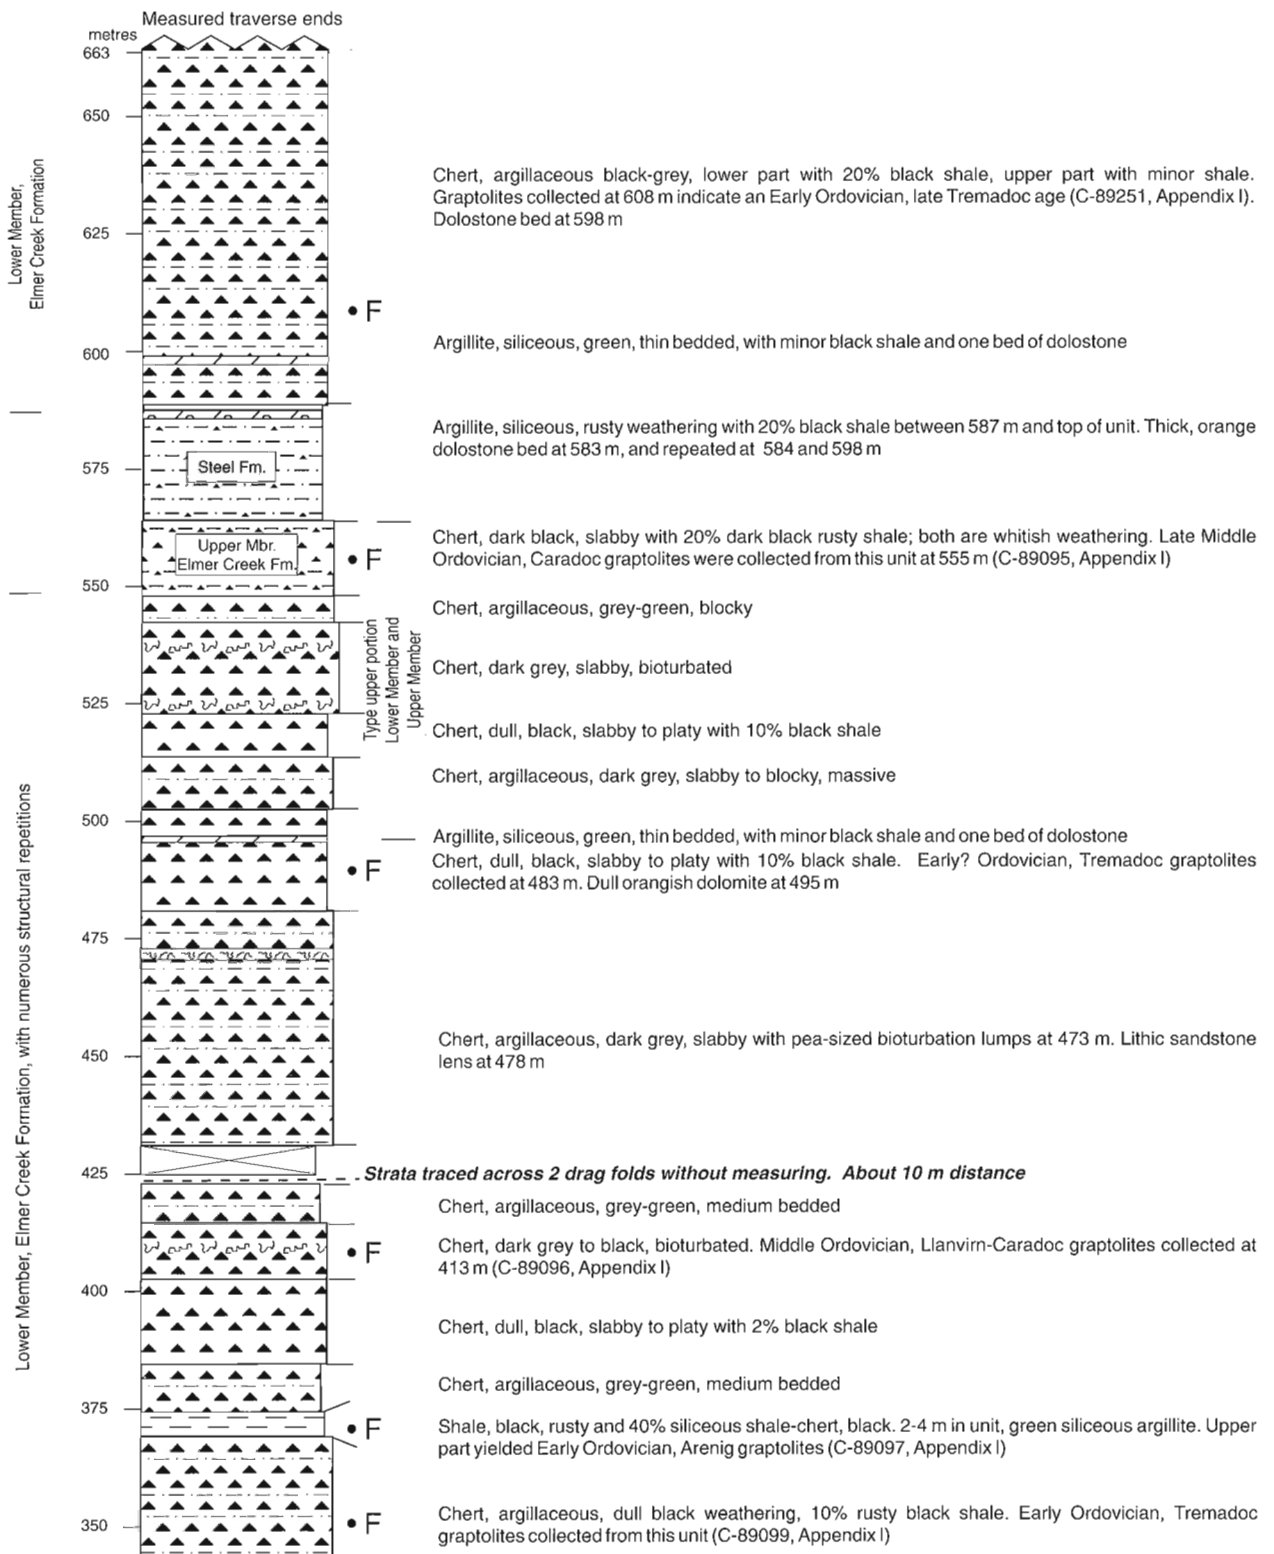 Measured traverse ends
metres
663
650
Lower Member,
Elmer Creek Formation
Chert, argillaceous black-grey, lower part with 20% black shale, upper part with minor shale.
Graptolites collected at 608 m indicate an Early Ordovician, late Tremadoc age (C-89251, Appendix I).
Dolostone bed at 598 m
625
F
600
Argillite, siliceous, green, thin bedded, with minor black shale and one bed of dolostone
Argillite, siliceous, rusty weathering with 20% black shale between 587 m and top of unit. Thick, orange
dolostone bed at 583 m, and repeated at 584 and 598 m
575
Steel Fm.
Upper Mbr.
Elmer Creek Fm.
F
Chert, dark black, slabby with 20% dark black rusty shale; both are whitish weathering. Late Middle
Ordovician, Caradoc graptolites were collected from this unit at 555 m (C-89095, Appendix I)
550
Chert, argillaceous, grey-green, blocky
Type upper portion
Lower Member and
Upper Member
Chert, dark grey, slabby, bioturbated
525
Chert, dull, black, slabby to platy with 10% black shale
Chert, argillaceous, dark grey, slabby to blocky, massive
500
Argillite, siliceous, green, thin bedded, with minor black shale and one bed of dolostone
F
Chert, dull, black, slabby to platy with 10% black shale. Early? Ordovician, Tremadoc graptolites
collected at 483 m. Dull orangish dolomite at 495 m
475
Lower Member, Elmer Creek Formation, with numerous structural repetitions
450
Chert, argillaceous, dark grey, slabby with pea-sized bioturbation lumps at 473 m. Lithic sandstone
lens at 478 m
425
Strata traced across 2 drag folds without measuring. About 10 m distance
Chert, argillaceous, grey-green, medium bedded
F
Chert, dark grey to black, bioturbated. Middle Ordovician, Llanvirn-Caradoc graptolites collected at
413 m (C-89096, Appendix I)
400
Chert, dull, black, slabby to platy with 2% black shale
Chert, argillaceous, grey-green, medium bedded
375
F
Shale, black, rusty and 40% siliceous shale-chert, black. 2-4 m in unit, green siliceous argillite. Upper
part yielded Early Ordovician, Arenig graptolites (C-89097, Appendix I)
350
F
Chert, argillaceous, dull black weathering, 10% rusty black shale. Early Ordovician, Tremadoc
graptolites collected from this unit (C-89099, Appendix I)